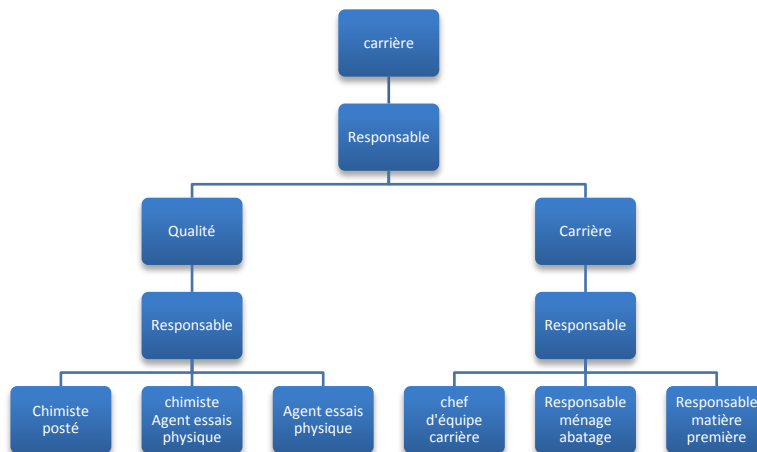 carrière
Responsable
Qualité
Carrière
Responsable
Responsable
Chimiste
posté
chimiste
Agent essais
physique
Agent essais
physique
chef
d'équipe
carrière
Responsable
ménage
abatage
Responsable
matière
première